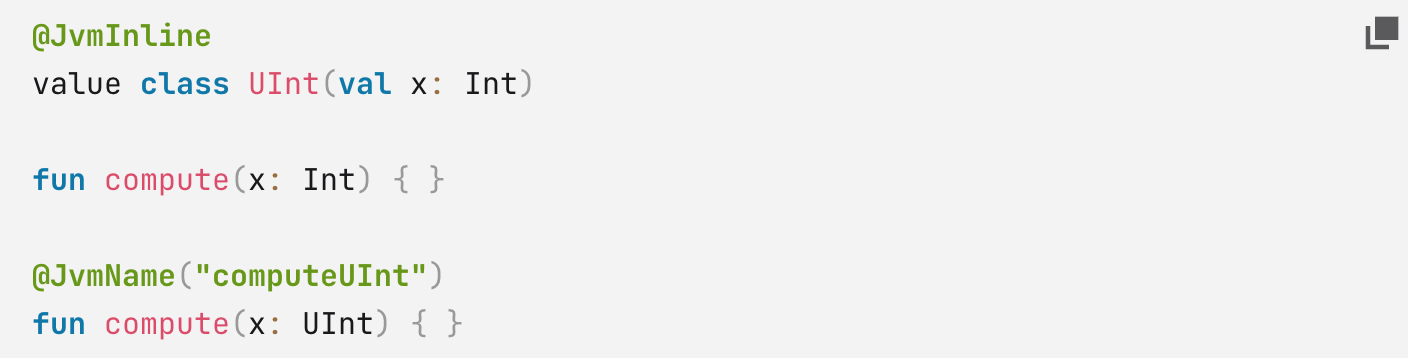 @JvmInline
value class UInt(val x: Int)
fun compute(x: Int) { }
@JvmName("computeUInt")
fun compute(x: UInt) { }